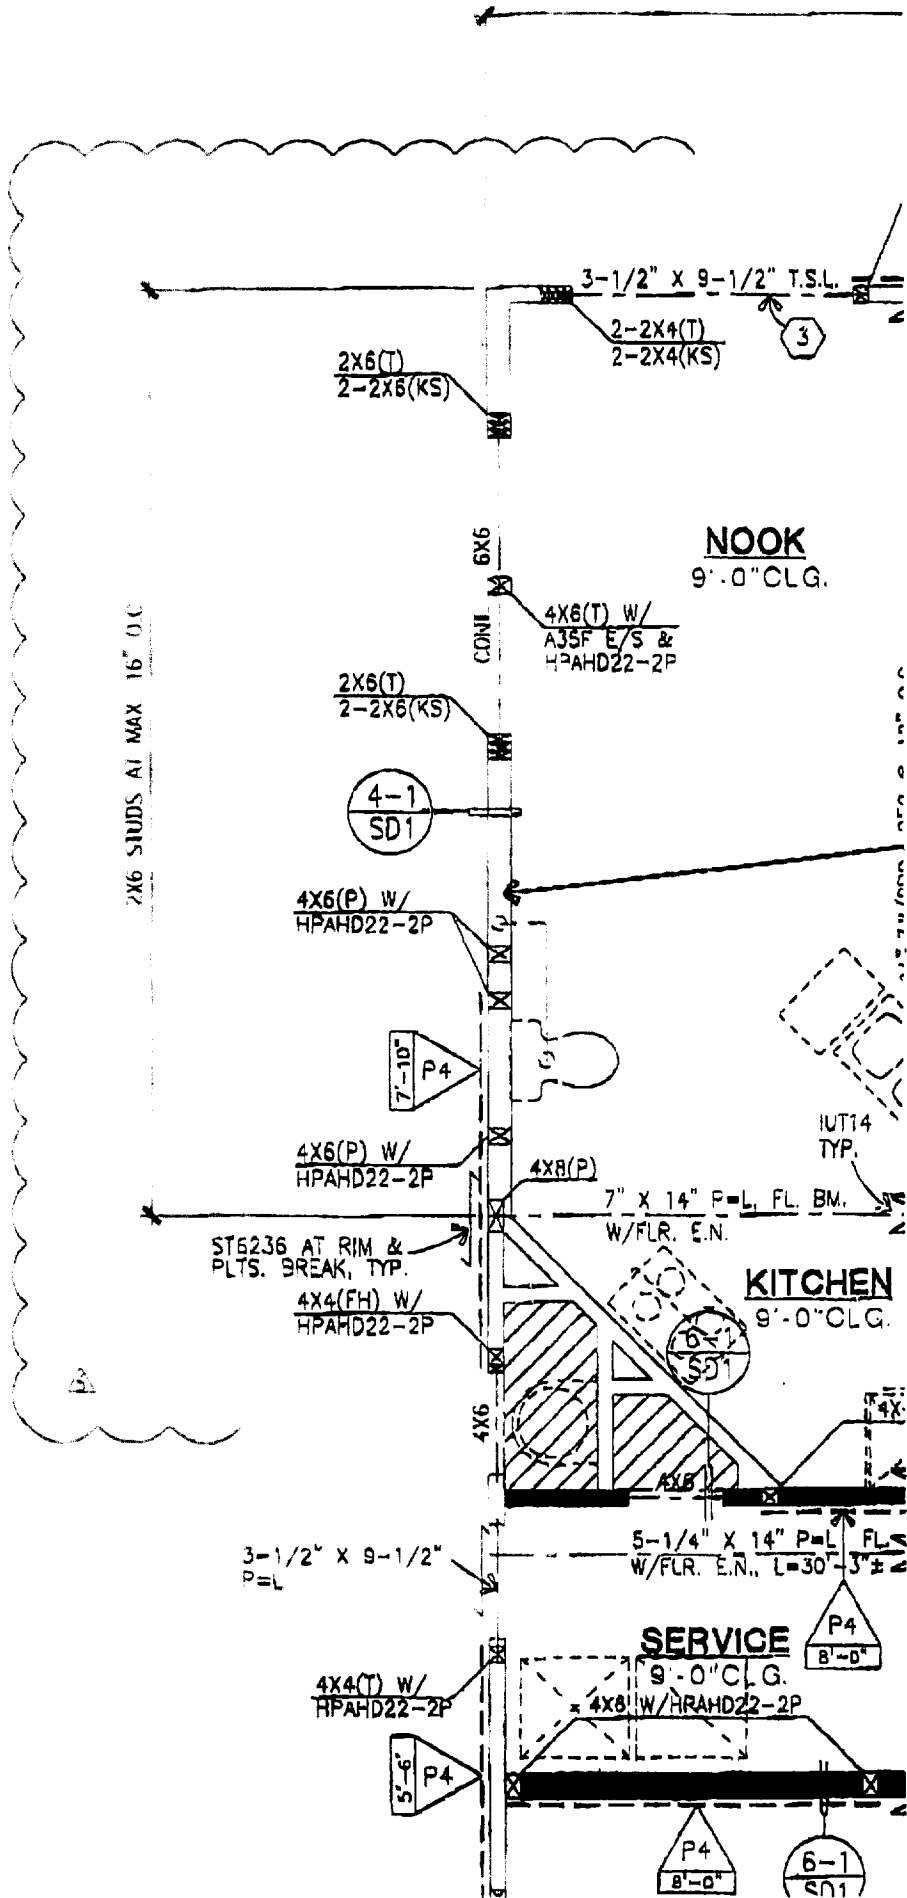 3-1/2" X 9-1/2" T.S.L.
3
2-2X4(T)
2-2X4(KS)
2X6(T)
2-2X6(KS)
NOOK
9'-0"CLG.
6X6
CONT
4X6(T) W/
A35F E/S &
HPAHD22-2P
2X6 STUDS AT MAX 16" O.C
2X6(T)
2-2X6(KS)
4-1
SD1
4X6(P) W/
HPAHD22-2P
7'-10"
P4
IUT14
TYP.
4X6(P) W/
HPAHD22-2P
4X8(P)
7" X 14" P=L, FL. BM.
W/FLR. E.N.
ST6236 AT RIM &
PLTS. BREAK, TYP.
KITCHEN
9'-0"CLG.
4X4(FH) W/
HPAHD22-2P
6-1
SD1
4X6
4X
4X6
5-1/4" X 14" P=L FL.
W/FLR. E.N., L=30'-3"±
3-1/2" X 9-1/2"
P=L
P4
8'-0"
SERVICE
9'-0"CLG.
4X4(T) W/
HPAHD22-2P
4X6 W/HRAHD22-2P
5'-6"
P4
P4
8'-0"
6-1
SD1